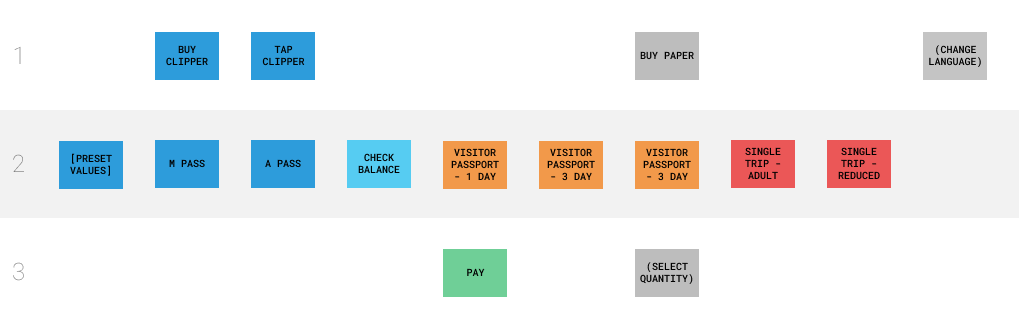 1
BUY
CLIPPER
TAP
CLIPPER
BUY PAPER
(CHANGE
LANGUAGE)
2
[PRESET
VALUES]
M PASS
A PASS
CHECK
BALANCE
VISITOR
PASSPORT
- 1 DAY
VISITOR
PASSPORT
- 3 DAY
VISITOR
PASSPORT
- 3 DAY
SINGLE
TRIP -
ADULT
SINGLE
TRIP -
REDUCED
3
PAY
(SELECT
QUANTITY)